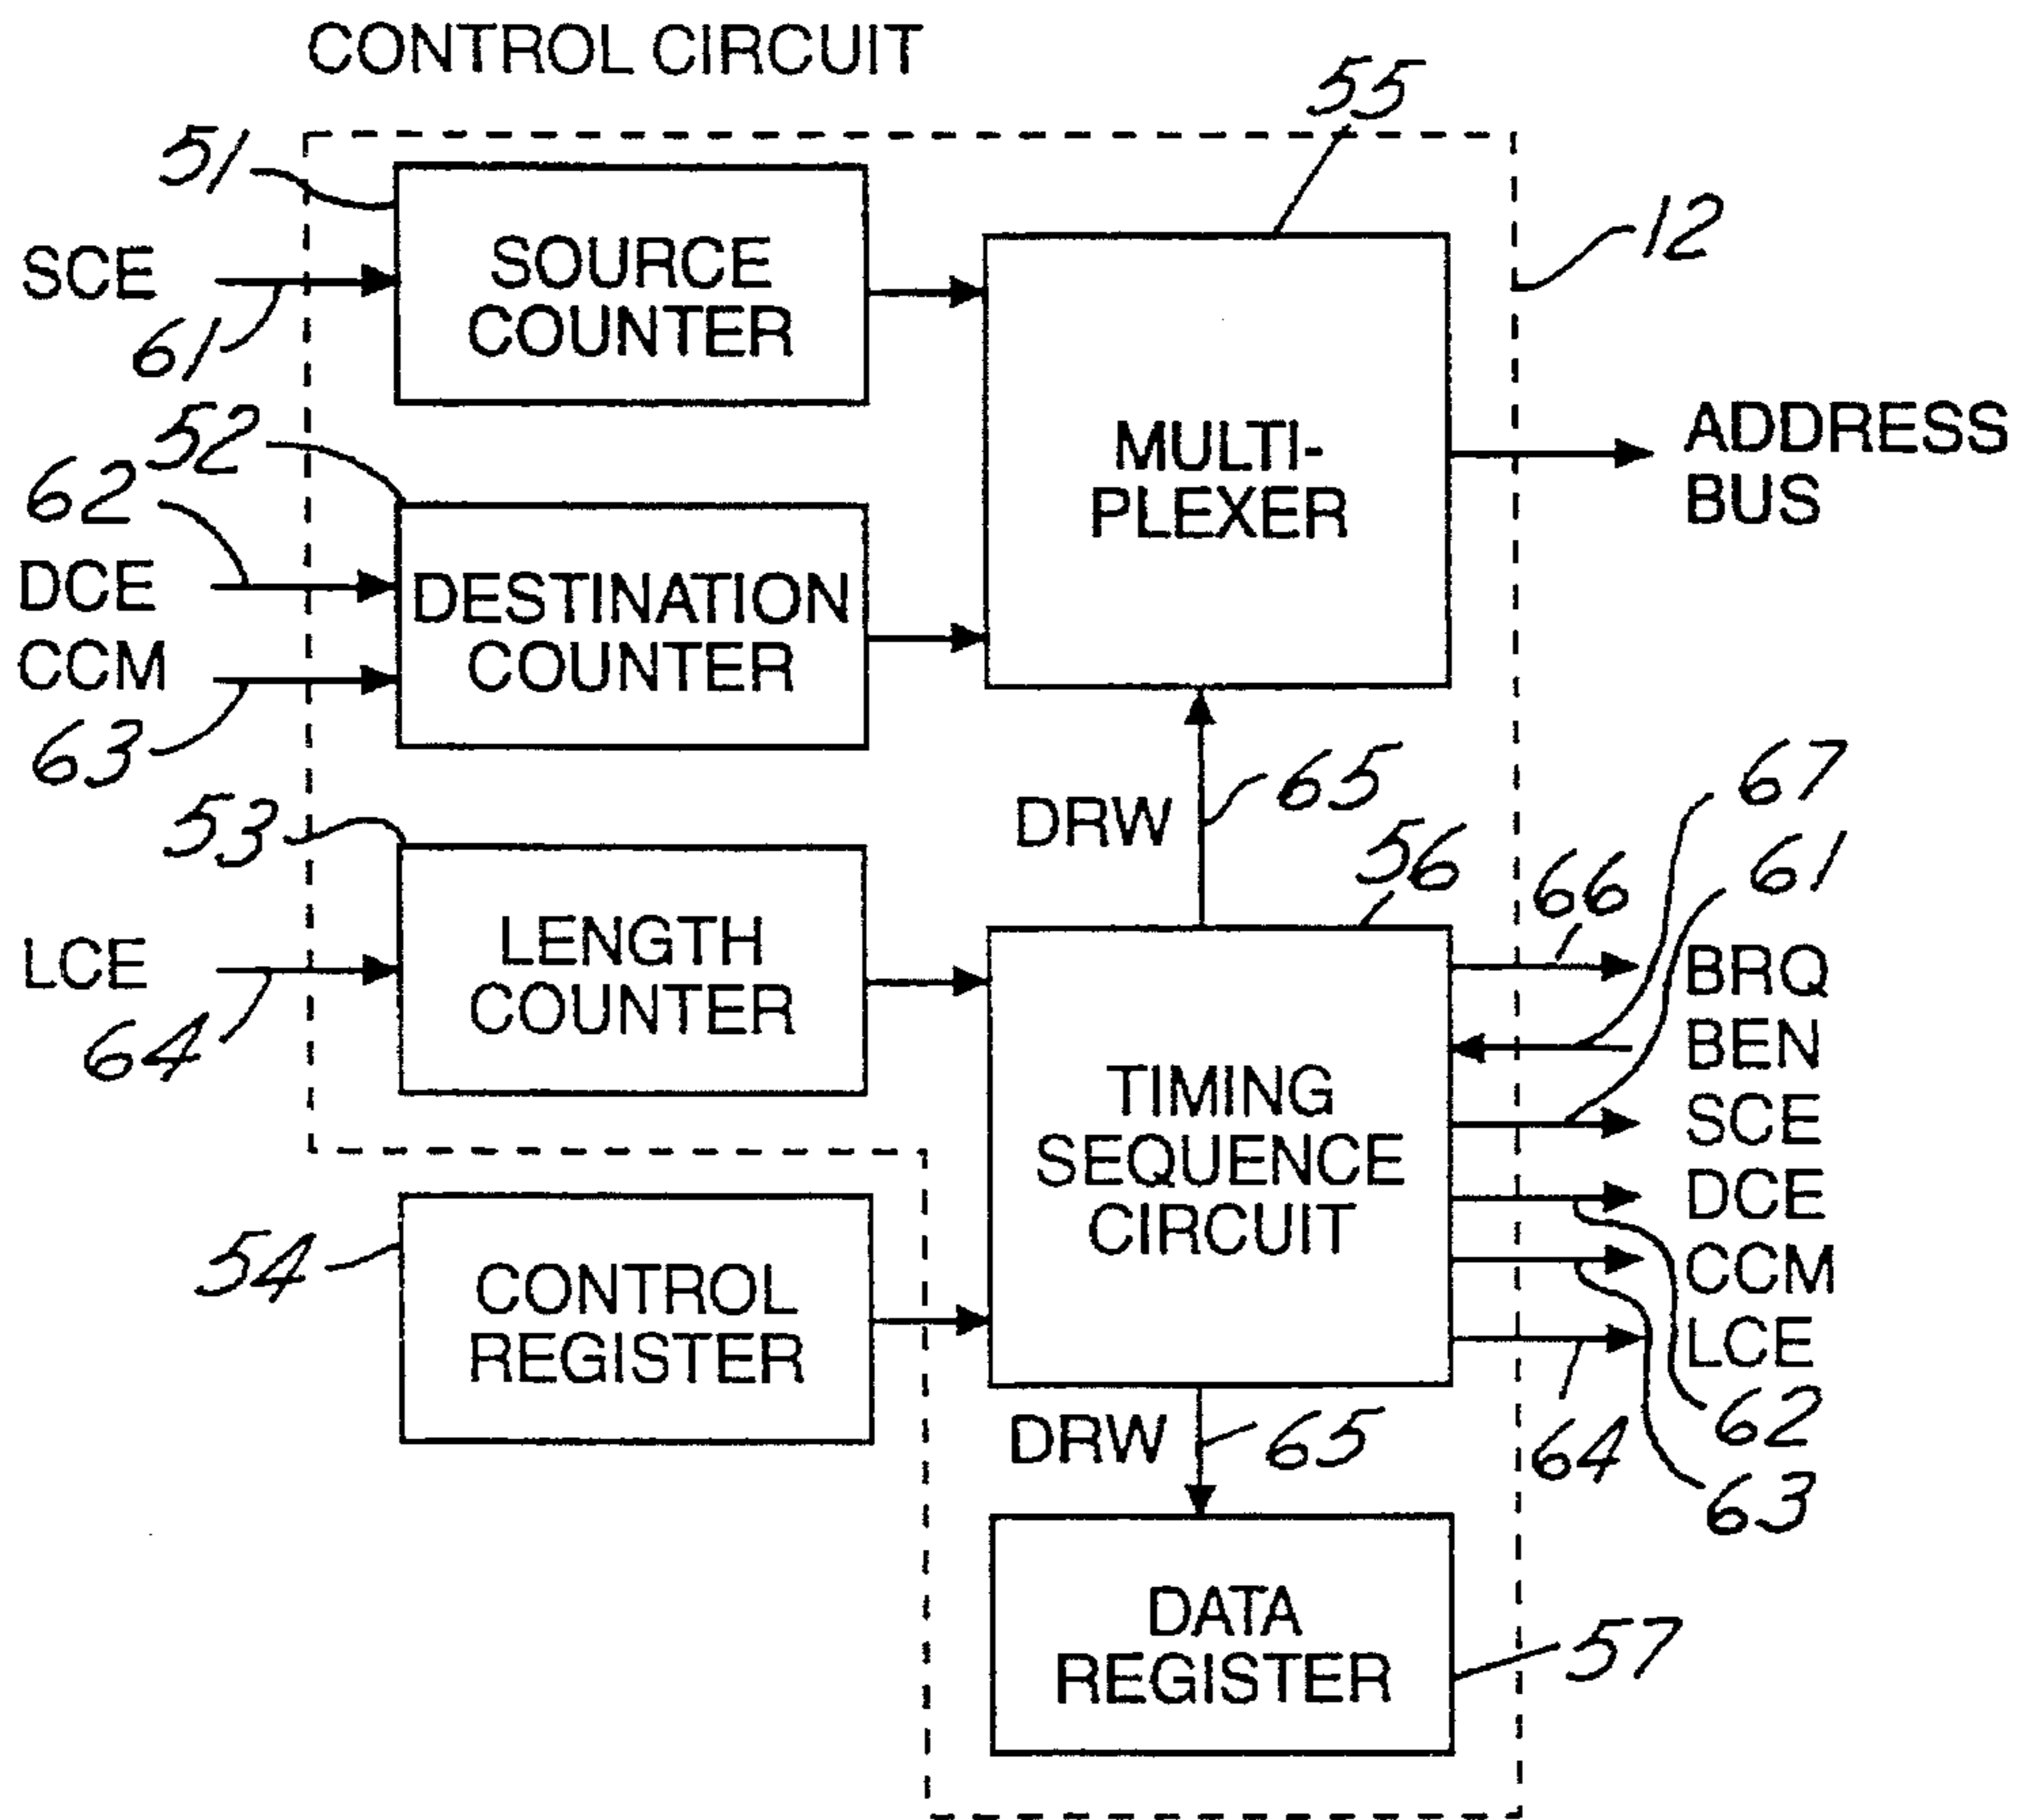 CONTROL CIRCUIT
55
51
12
SCE
SOURCE
COUNTER
61
MULTI-
PLEXER
ADDRESS
BUS
52
62
DCE
CCM
DESTINATION
COUNTER
63
DRW
65
67
53
56
66
61
LCE
LENGTH
COUNTER
64
TIMING
SEQUENCE
CIRCUIT
BRQ
BEN
SCE
DCE
CCM
LCE
54
CONTROL
REGISTER
DRW
65
64
62
63
DATA
REGISTER
57